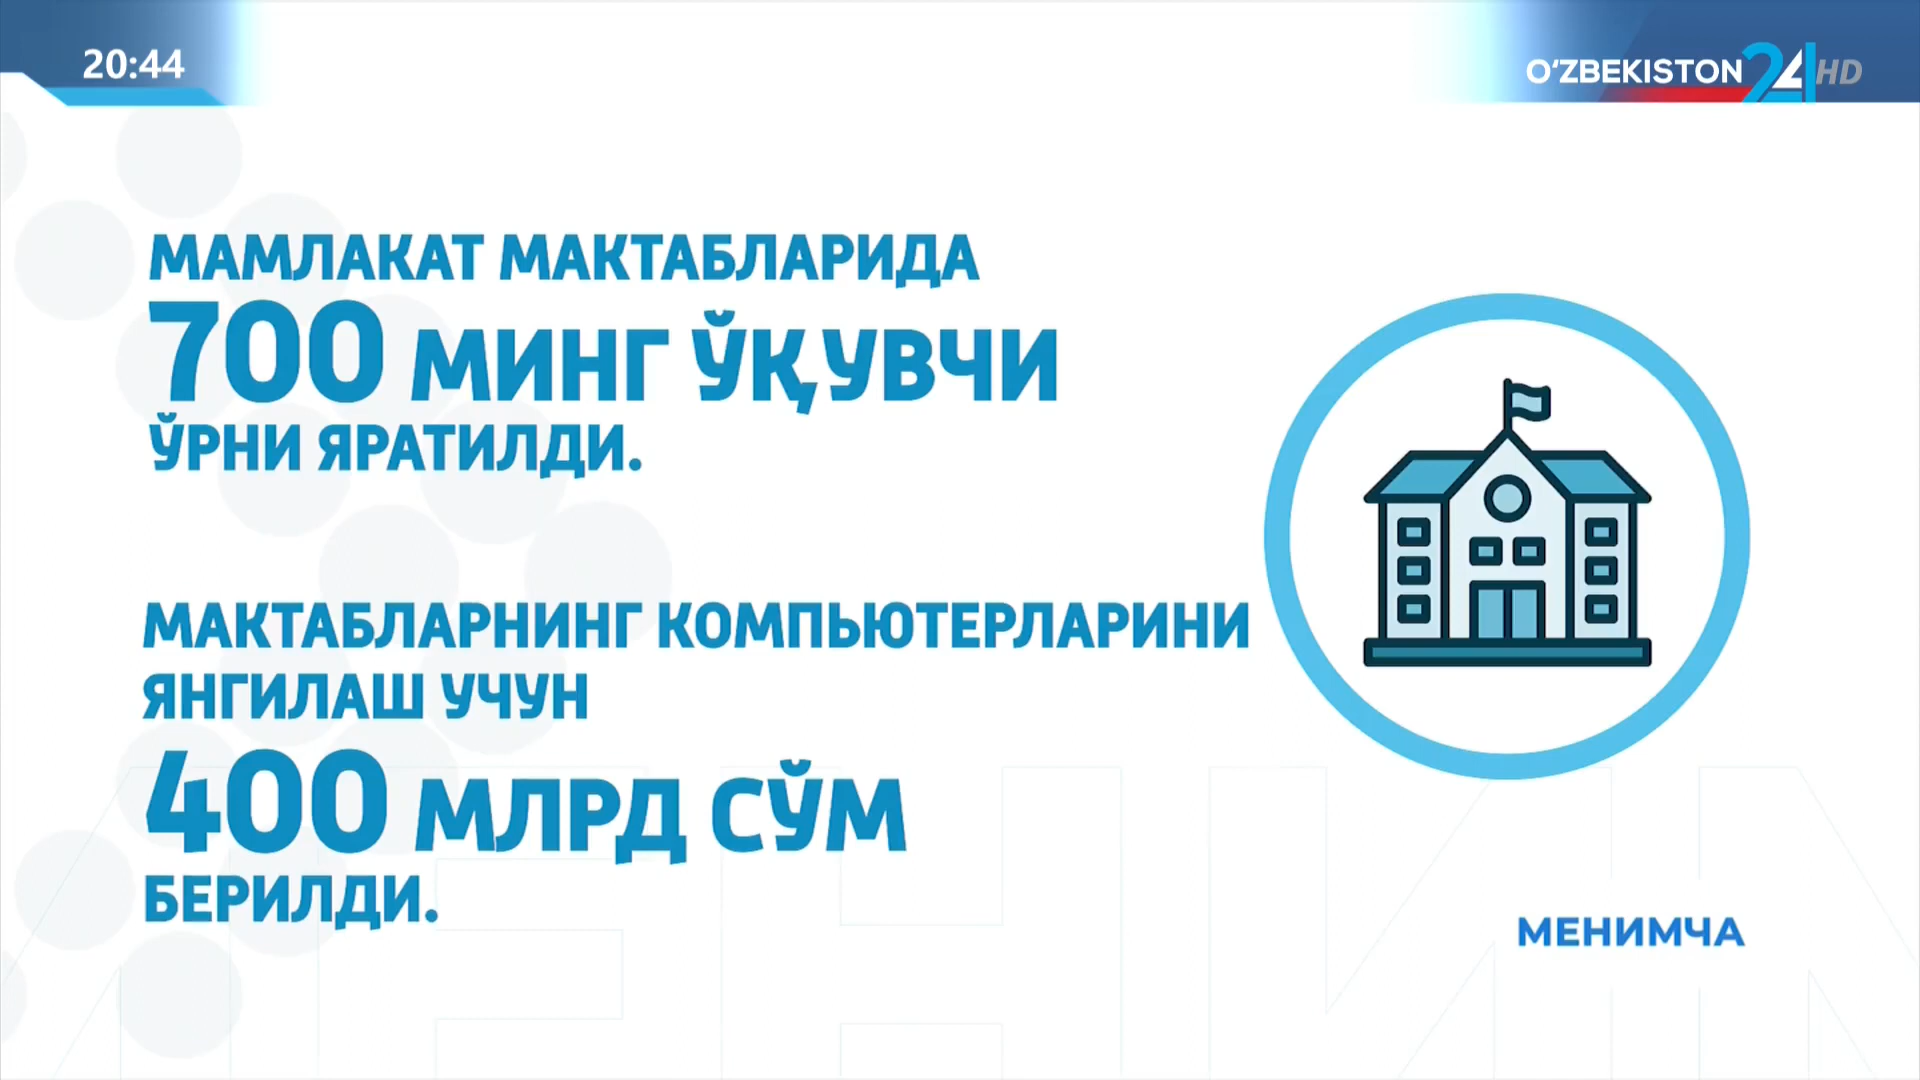 20:44
O‘ZBEKISTON 24 HD
МАМЛАКАТ МАКТАБЛАРИДА
700 МИНГ ЎҚУВЧИ
ЎРНИ ЯРАТИЛДИ.
МАКТАБЛАРНИНГ КОМПЬЮТЕРЛАРИНИ
ЯНГИЛАШ УЧУН
400 МЛРД СЎМ
БЕРИЛДИ.
МЕНИМЧА